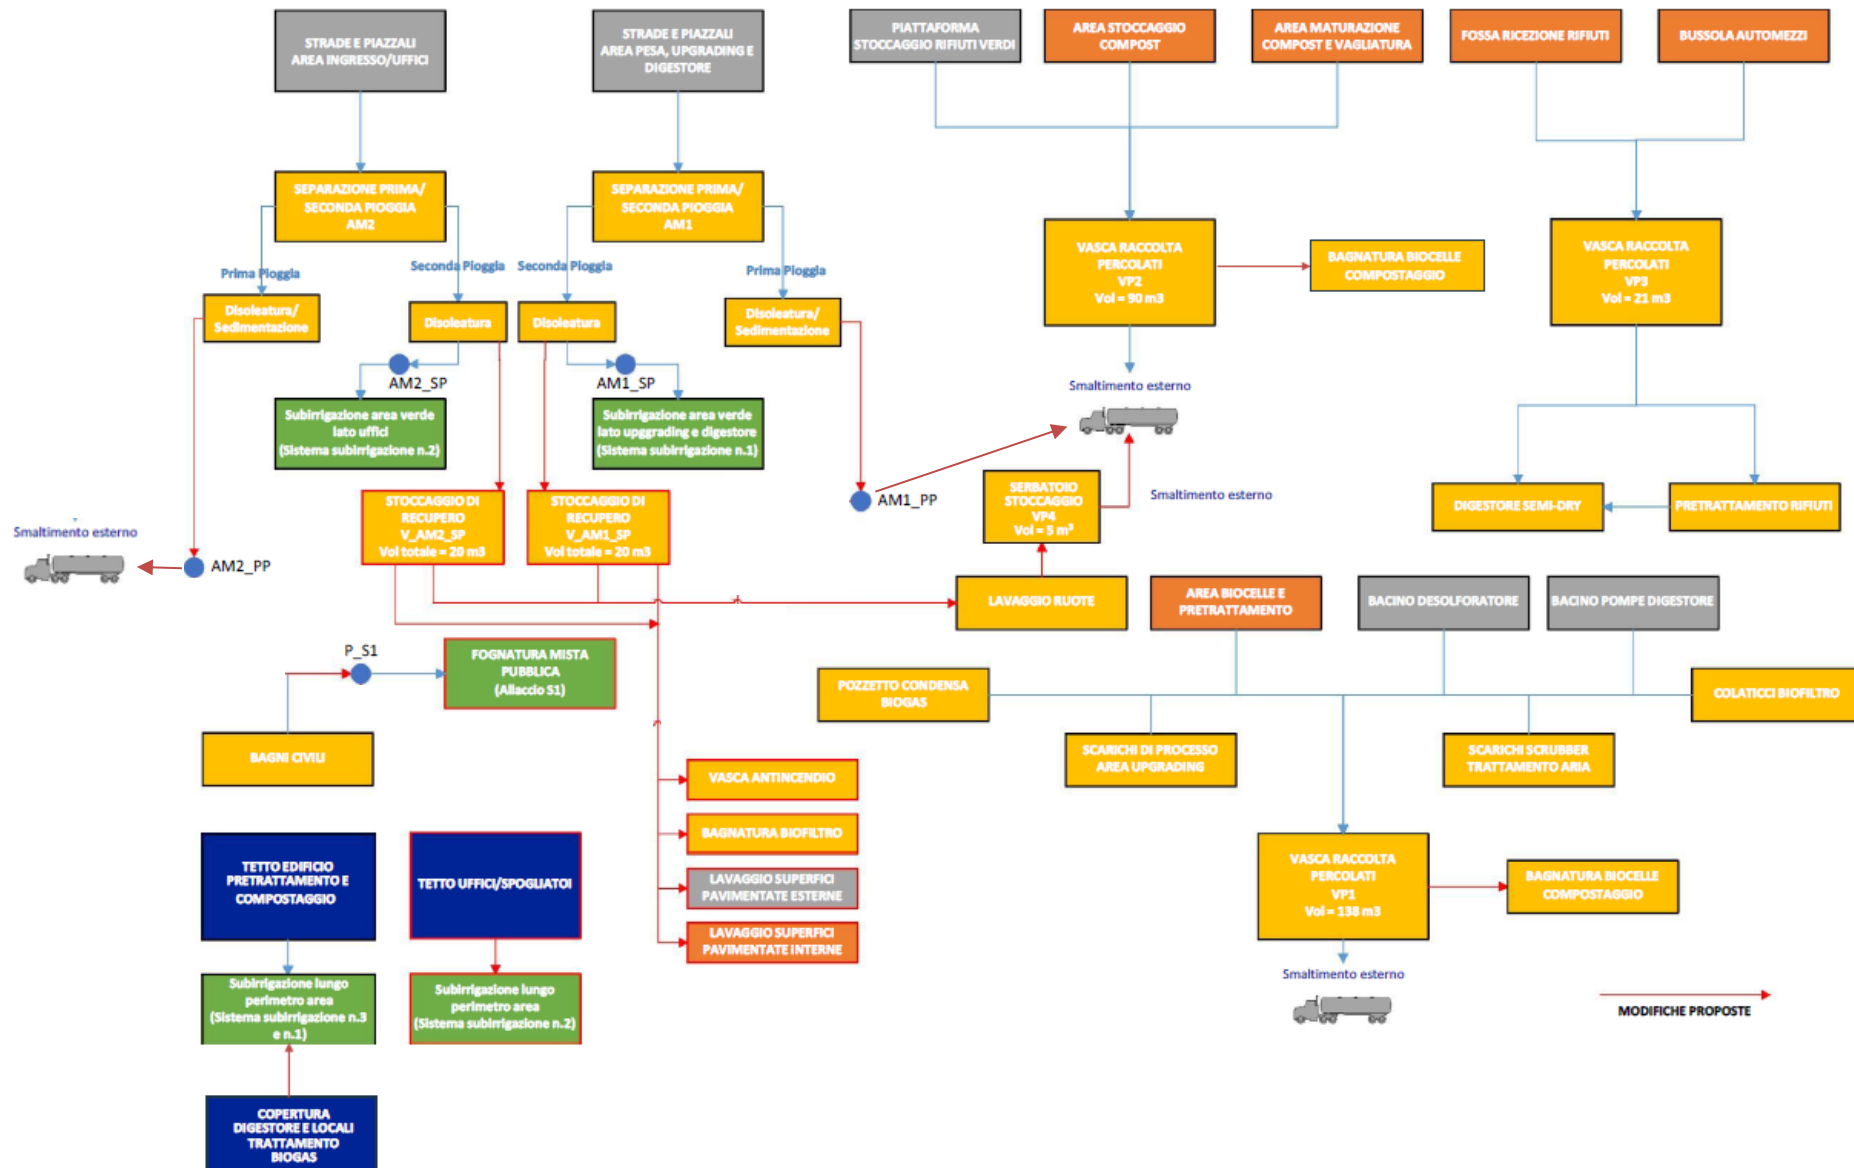 STRADE E PIAZZALI
AREA INGRESSO/UFFICI
STRADE E PIAZZALI
AREA PESA, UPGRADING E
DIGESTORE
PIATTAFORMA
STOCCAGGIO RIFIUTI VERDI
AREA STOCCAGGIO
COMPOST
AREA MATURAZIONE
COMPOST E VAGLIATURA
FOSSA RICEZIONE RIFIUTI
BUSSOLA AUTOMEZZI
SEPARAZIONE PRIMA/
SECONDA PIOGGIA
AM2
SEPARAZIONE PRIMA/
SECONDA PIOGGIA
AM1
VASCA RACCOLTA
PERCOLATI
VP2
Vol = 90 m3
BAGNATURA BIOCELLE
COMPOSTAGGIO
VASCA RACCOLTA
PERCOLATI
VP3
Vol = 21 m3
Prima Pioggia
Seconda Pioggia
Seconda Pioggia
Prima Pioggia
Disoleatura/
Sedimentazione
Disoleatura
Disoleatura
Disoleatura/
Sedimentazione
AM2_SP
AM1_SP
Smaltimento esterno
Subirrigazione area verde
lato uffici
(Sistema subirrigazione n.2)
Subirrigazione area verde
lato upggrading e digestore
(Sistema subirrigazione n.1)
STOCCAGGIO DI
RECUPERO
V_AM2_SP
Vol totale = 20 m3
STOCCAGGIO DI
RECUPERO
V_AM1_SP
Vol totale = 20 m3
AM1_PP
SERBATOIO
STOCCAGGIO
VP4
Vol = 5 m³
Smaltimento esterno
DIGESTORE SEMI-DRY
PRETRATTAMENTO RIFIUTI
Smaltimento esterno
AM2_PP
LAVAGGIO RUOTE
AREA BIOCELLE E
PRETRATTAMENTO
BACINO DESOLFORATORE
BACINO POMPE DIGESTORE
P_S1
FOGNATURA MISTA
PUBBLICA
(Allaccio S1)
POZZETTO CONDENSA
BIOGAS
COLATICCI BIOFILTRO
BAGNI CIVILI
SCARICHI DI PROCESSO
AREA UPGRADING
SCARICHI SCRUBBER
TRATTAMENTO ARIA
VASCA ANTINCENDIO
BAGNATURA BIOFILTRO
LAVAGGIO SUPERFICI
PAVIMENTATE ESTERNE
LAVAGGIO SUPERFICI
PAVIMENTATE INTERNE
TETTO EDIFICIO
PRETRATTAMENTO E
COMPOSTAGGIO
TETTO UFFICI/SPOGLIATOI
VASCA RACCOLTA
PERCOLATI
VP1
Vol = 138 m3
BAGNATURA BIOCELLE
COMPOSTAGGIO
Smaltimento esterno
Subirrigazione lungo
perimetro area
(Sistema subirrigazione n.3
e n.1)
Subirrigazione lungo
perimetro area
(Sistema subirrigazione n.2)
MODIFICHE PROPOSTE
COPERTURA
DIGESTORE E LOCALI
TRATTAMENTO
BIOGAS